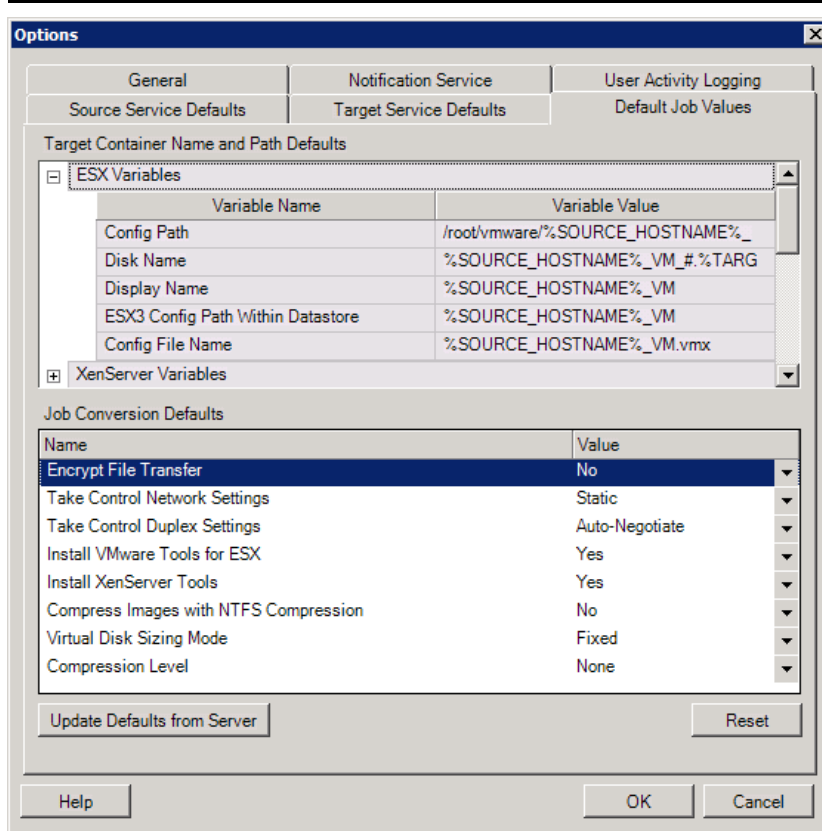 Options
General Notification Service User Activity Logging
Source Service Defaults Target Service Defaults Default Job Values
Target Container Name and Path Defaults
ESX Variables
Variable Name Variable Value
Config Path /root/vmware/%SOURCE_HOSTNAME%_
Disk Name %SOURCE_HOSTNAME%_VM_#.%TARG
Display Name %SOURCE_HOSTNAME%_VM
ESX3 Config Path Within Datastore %SOURCE_HOSTNAME%_VM
Config File Name %SOURCE_HOSTNAME%_VM.vmx
XenServer Variables
Job Conversion Defaults
Name Value
Encrypt File Transfer No
Take Control Network Settings Static
Take Control Duplex Settings Auto-Negotiate
Install VMware Tools for ESX Yes
Install XenServer Tools Yes
Compress Images with NTFS Compression No
Virtual Disk Sizing Mode Fixed
Compression Level None
Update Defaults from Server Reset
Help OK Cancel